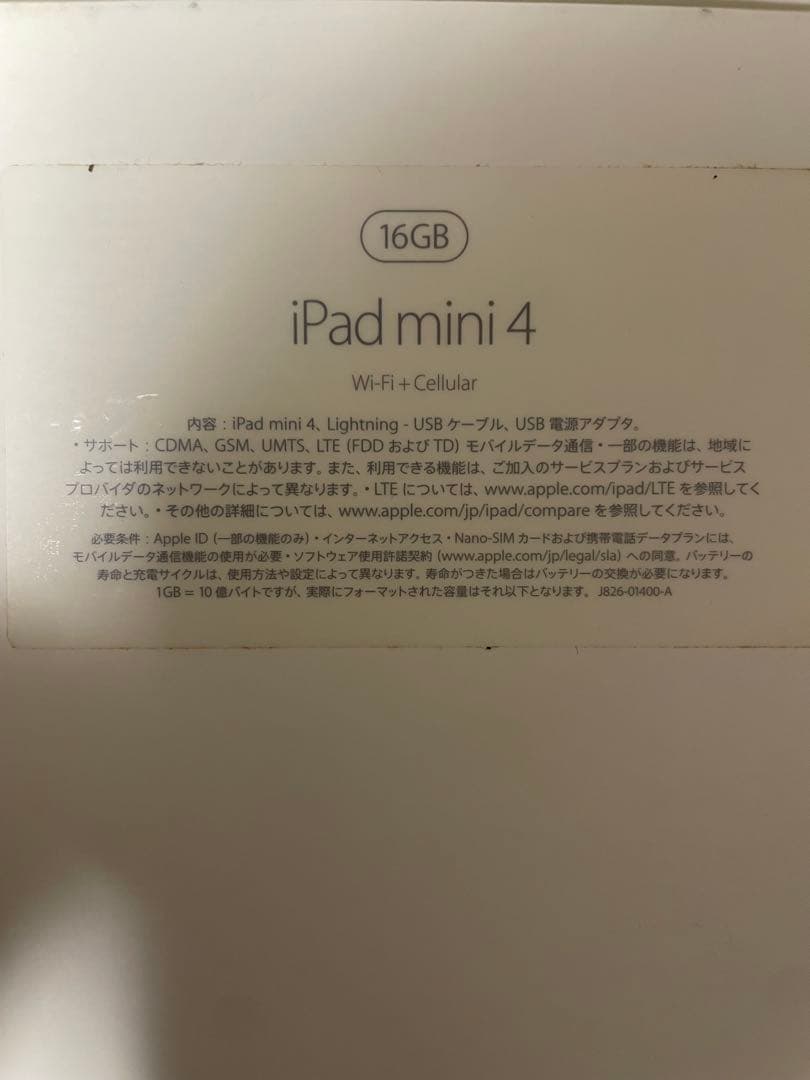 16GB
iPad mini 4
Wi-Fi + Cellular
内容：iPad mini 4、Lightning - USB ケーブル、USB 電源アダプタ。
・サポート：CDMA、GSM、UMTS、LTE（FDD および TD）モバイルデータ通信・一部の機能は、地域に
よっては利用できないことがあります。また、利用できる機能は、ご加入のサービスプランおよびサービス
プロバイダのネットワークによって異なります。・LTE については、www.apple.com/ipad/LTE を参照してく
ださい。・その他の詳細については、www.apple.com/jp/ipad/compare を参照してください。
必要条件：Apple ID（一部の機能のみ）・インターネットアクセス・Nano-SIM カードおよび携帯電話データプランには、
モバイルデータ通信機能の使用が必要・ソフトウェア使用許諾契約（www.apple.com/jp/legal/sla）への同意。バッテリーの
寿命と充電サイクルは、使用方法や設定によって異なります。寿命がつきた場合はバッテリーの交換が必要になります。
1GB = 10 億バイトですが、実際にフォーマットされた容量はそれ以下となります。J826-01400-A